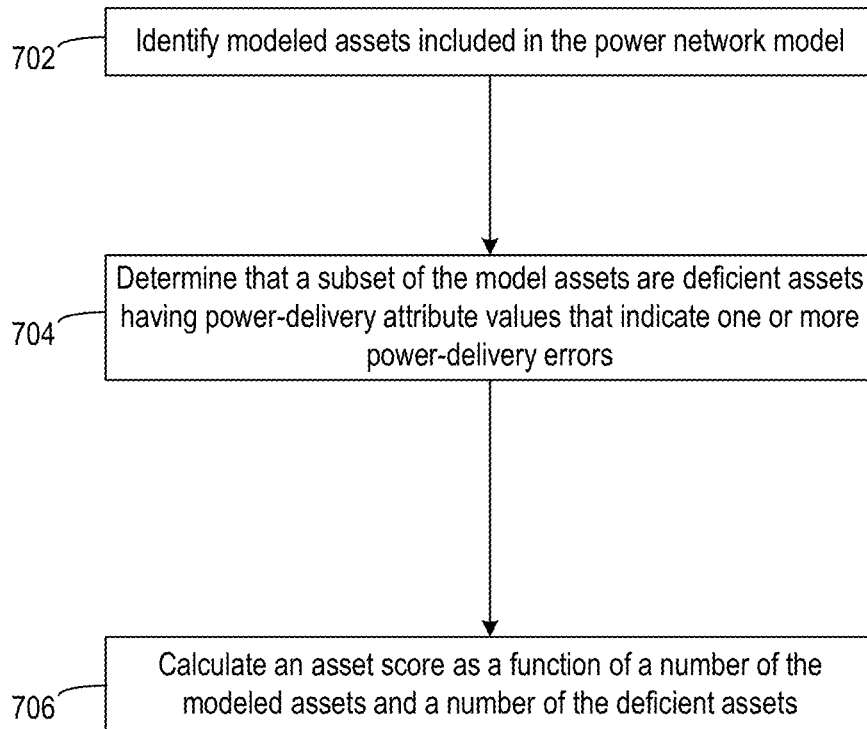 702
Identify modeled assets included in the power network model
704
Determine that a subset of the model assets are deficient assets
having power-delivery attribute values that indicate one or more
power-delivery errors
706
Calculate an asset score as a function of a number of the
modeled assets and a number of the deficient assets